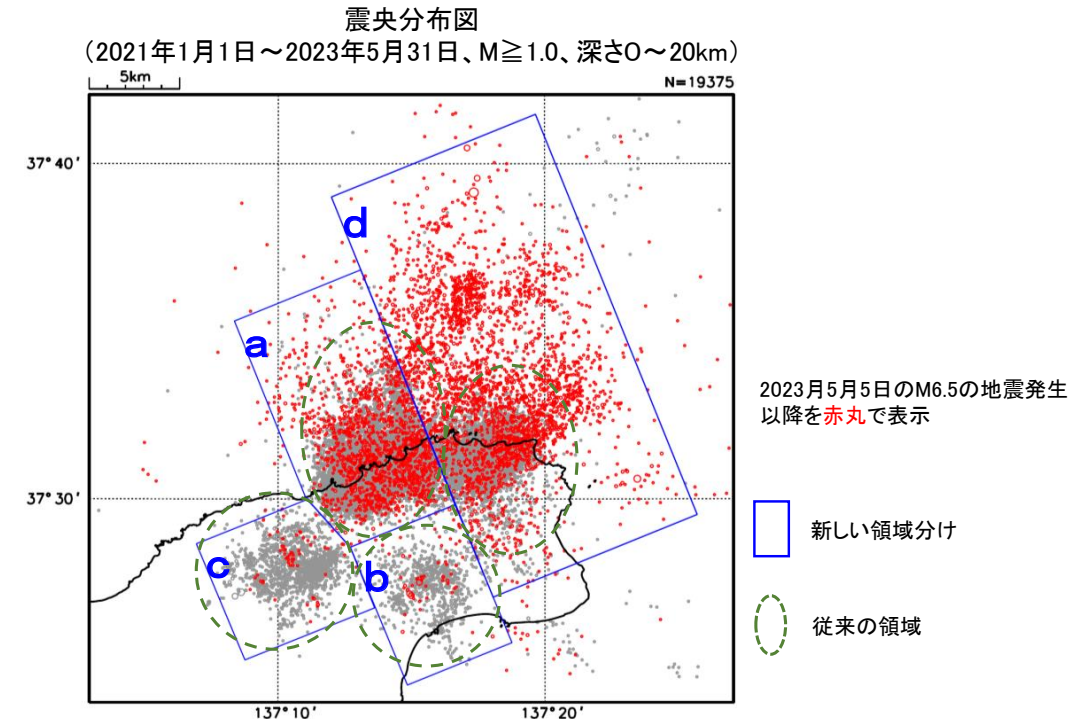 震央分布図
（2021年1月1日～2023年5月31日、M≧1.0、深さ0～20km）
5km
N=19375
37°40′
d
a
2023月5月5日のM6.5の地震発生
以降を赤丸で表示
37°30′
新しい領域分け
c
b
従来の領域
137°10′
137°20′